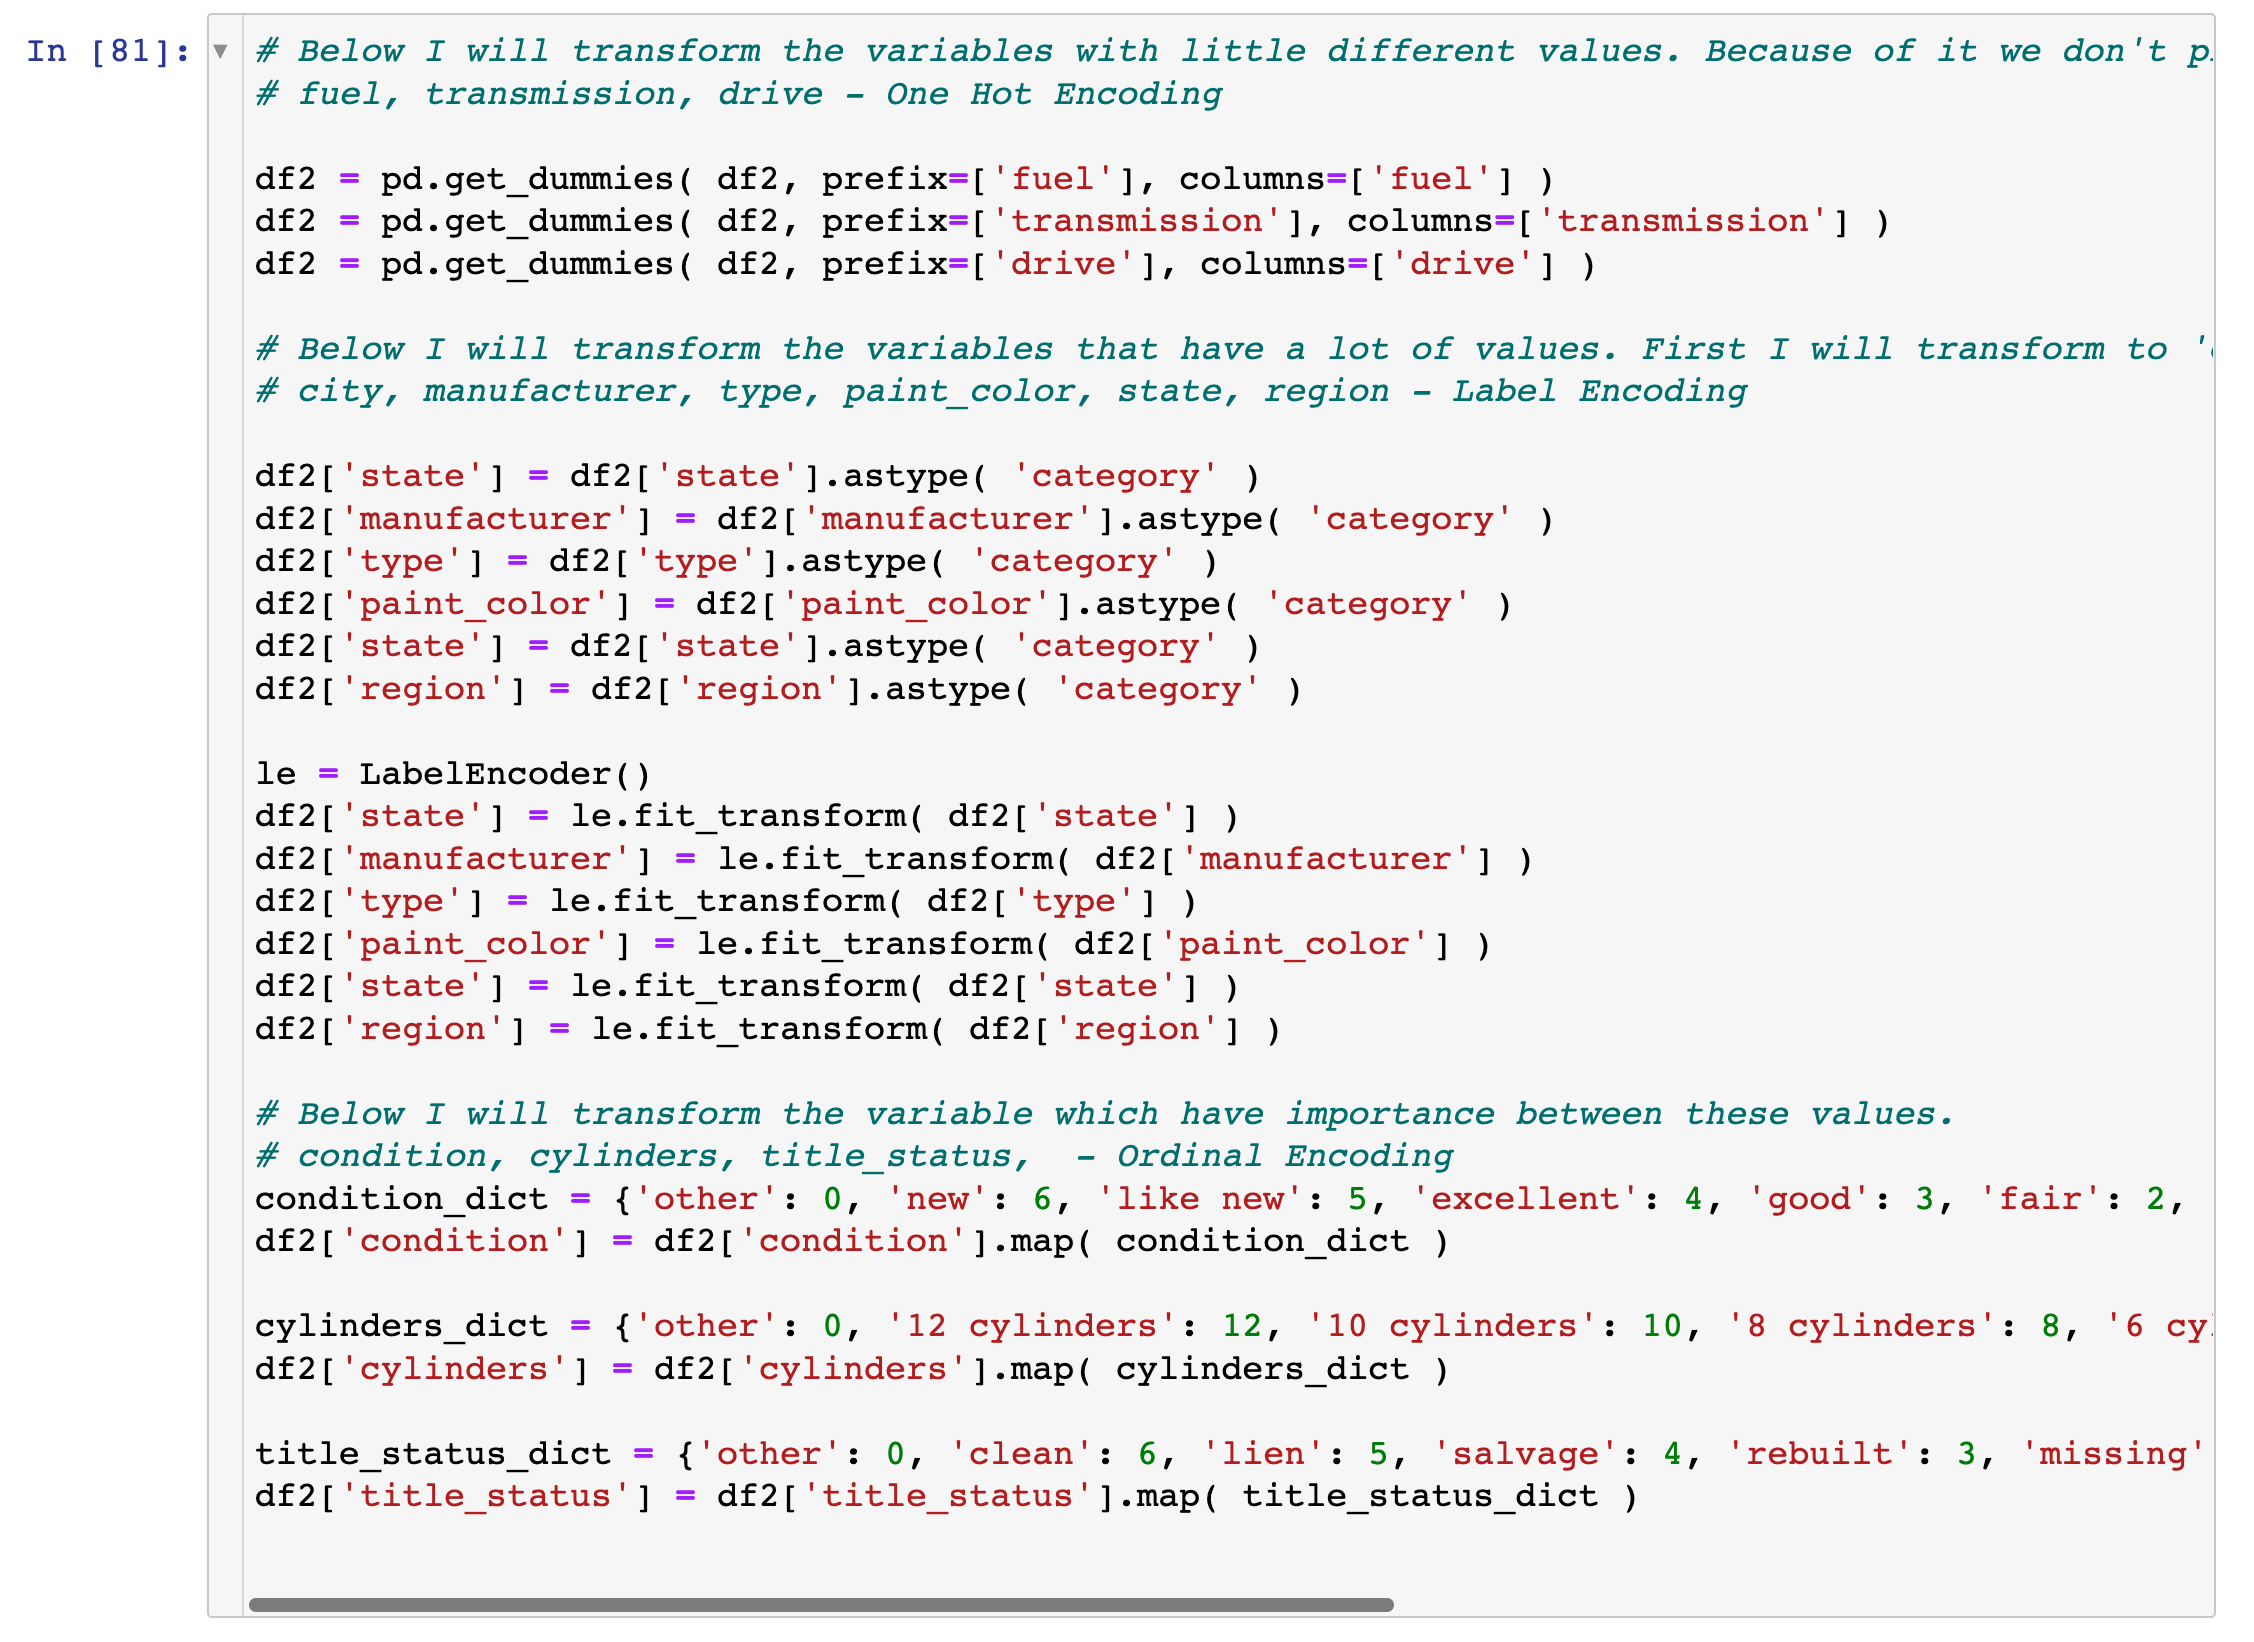 In [81]:
# Below I will transform the variables with little different values. Because of it we don't
# fuel, transmission, drive - One Hot Encoding
df2 = pd.get_dummies( df2, prefix=['fuel'], columns=['fuel'] )
df2 = pd.get_dummies( df2, prefix=['transmission'], columns=['transmission'] )
df2 = pd.get_dummies( df2, prefix=['drive'], columns=['drive'] )
# Below I will transform the variables that have a lot of values. First I will transform to
# city, manufacturer, type, paint_color, state, region - Label Encoding
df2['state'] = df2['state'].astype( 'category' )
df2['manufacturer'] = df2['manufacturer'].astype( 'category' )
df2['type'] = df2['type'].astype( 'category' )
df2['paint_color'] = df2['paint_color'].astype( 'category' )
df2['state'] = df2['state'].astype( 'category' )
df2['region'] = df2['region'].astype( 'category' )
le = LabelEncoder()
df2['state'] = le.fit_transform( df2['state'] )
df2['manufacturer'] = le.fit_transform( df2['manufacturer'] )
df2['type'] = le.fit_transform( df2['type'] )
df2['paint_color'] = le.fit_transform( df2['paint_color'] )
df2['state'] = le.fit_transform( df2['state'] )
df2['region'] = le.fit_transform( df2['region'] )
# Below I will transform the variable which have importance between these values.
# condition, cylinders, title_status,  - Ordinal Encoding
condition_dict = {'other': 0, 'new': 6, 'like new': 5, 'excellent': 4, 'good': 3, 'fair': 2,
df2['condition'] = df2['condition'].map( condition_dict )
cylinders_dict = {'other': 0, '12 cylinders': 12, '10 cylinders': 10, '8 cylinders': 8, '6
df2['cylinders'] = df2['cylinders'].map( cylinders_dict )
title_status_dict = {'other': 0, 'clean': 6, 'lien': 5, 'salvage': 4, 'rebuilt': 3, 'missing'
df2['title_status'] = df2['title_status'].map( title_status_dict )